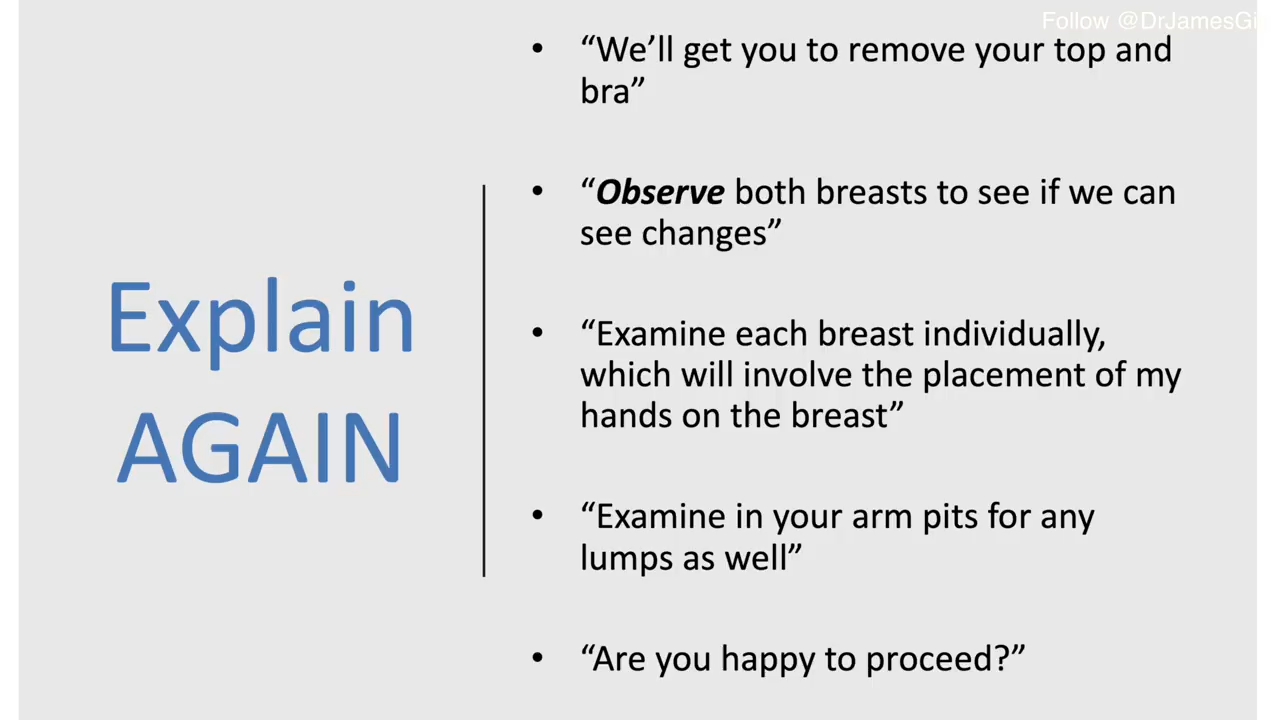 Follow @DrJamesGi
• “We’ll get you to remove your top and
bra”
• “Observe both breasts to see if we can
see changes”
Explain
AGAIN
• “Examine each breast individually,
which will involve the placement of my
hands on the breast”
• “Examine in your arm pits for any
lumps as well”
• “Are you happy to proceed?”